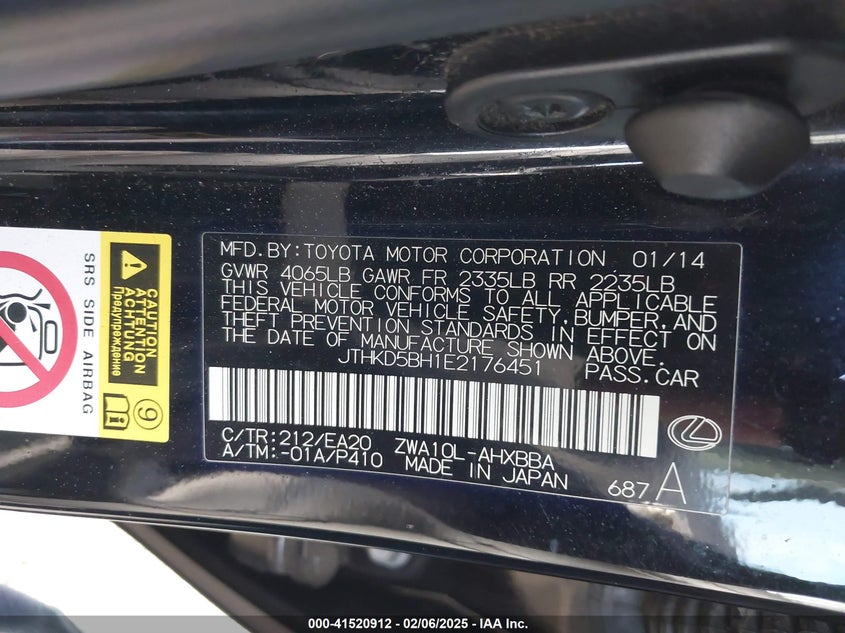 MFD.BY:TOYOTA MOTOR CORPORATION 01/14
GVWR 4065LB GAWR FR 2335LB RR 2235LB
THIS VEHICLE CONFORMS TO ALL APPLICABLE
FEDERAL MOTOR VEHICLE SAFETY,BUMPER,AND
THEFT PREVENTION STANDARDS IN EFFECT ON
THE DATE OF MANUFACTURE SHOWN ABOVE.
JTHKD5BH1E2176451 PASS.CAR
C/TR:212/EA20 ZWA10L-AHXBBA
A/TM:-01A/P410 MADE IN JAPAN
687 A
SRS SIDE AIRBAG
CAUTION
ATTENTION
ACHTUNG
Предупреждение
9
000-41520912 - 02/06/2025 - IAA Inc.